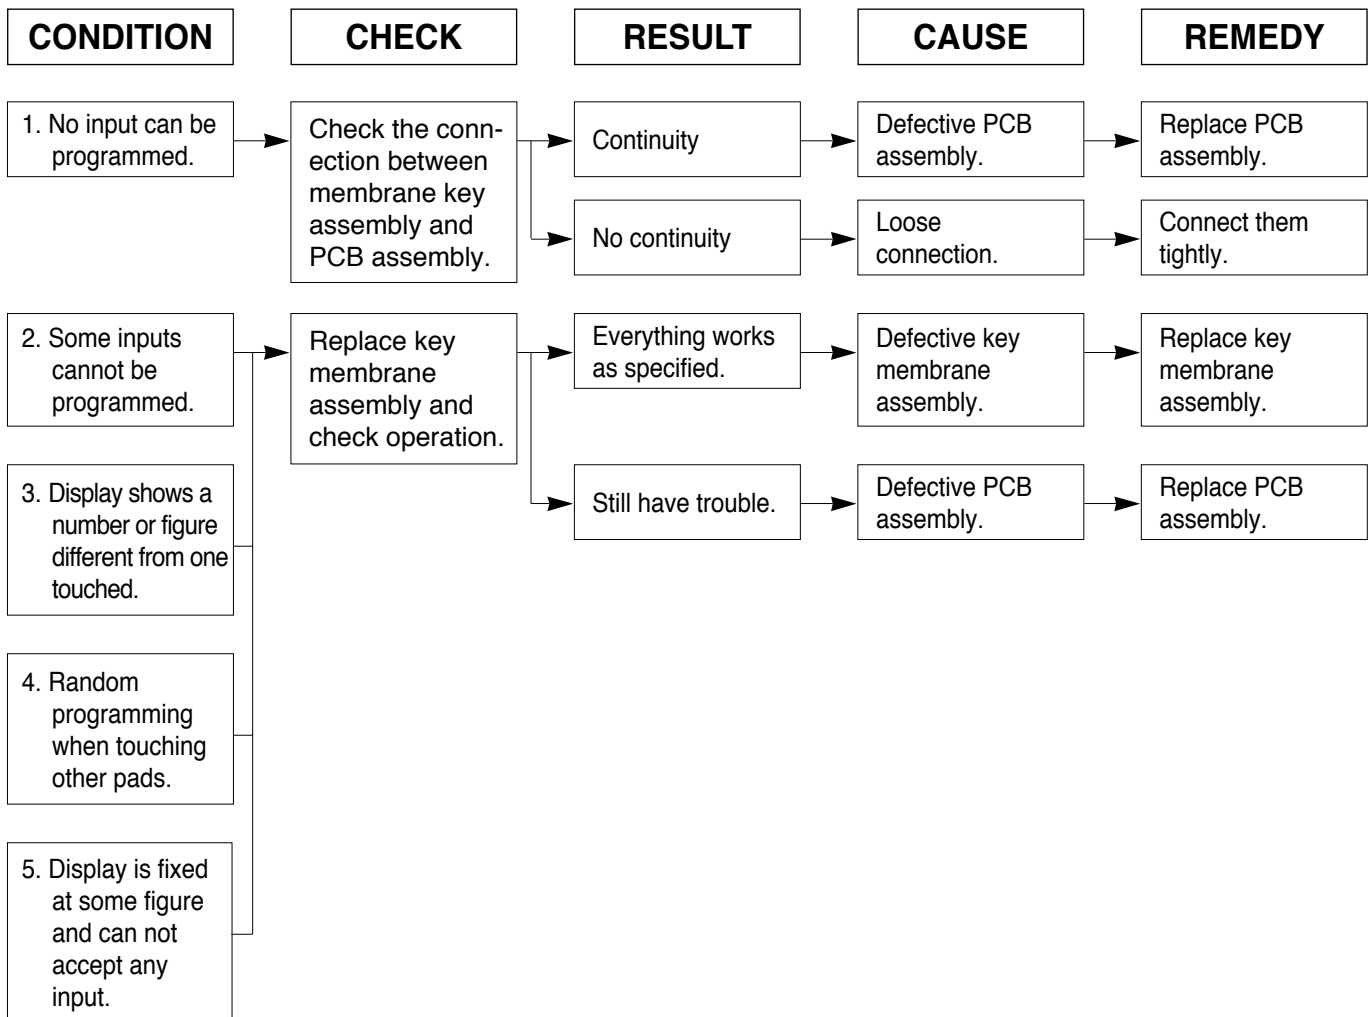 CONDITION
CHECK
RESULT
CAUSE
REMEDY
1. No input can be
programmed.
Check the conn-
ection between
membrane key
assembly and
PCB assembly.
Continuity
Defective PCB
assembly.
Replace PCB
assembly.
No continuity
Loose
connection.
Connect them
tightly.
2. Some inputs
cannot be
programmed.
Replace key
membrane
assembly and
check operation.
Everything works
as specified.
Defective key
membrane
assembly.
Replace key
membrane
assembly.
Still have trouble.
Defective PCB
assembly.
Replace PCB
assembly.
3. Display shows a
number or figure
different from one
touched.
4. Random
programming
when touching
other pads.
5. Display is fixed
at some figure
and can not
accept any
input.